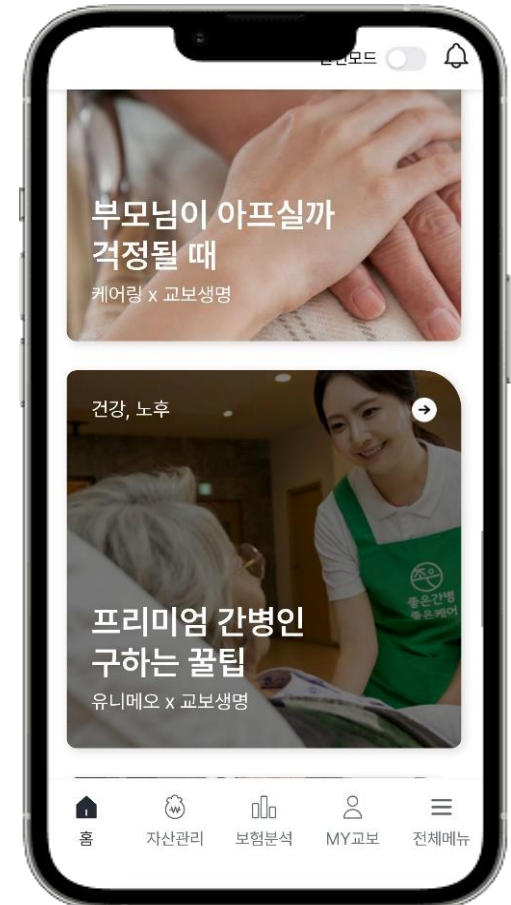 모드
부모님이 아프실까
걱정될 때
케어링 x 교보생명
건강, 노후
좋은간병
좋은케어
프리미엄 간병인
구하는 꿀팁
유니메오 x 교보생명
홈
자산관리
보험분석
MY교보
전체메뉴